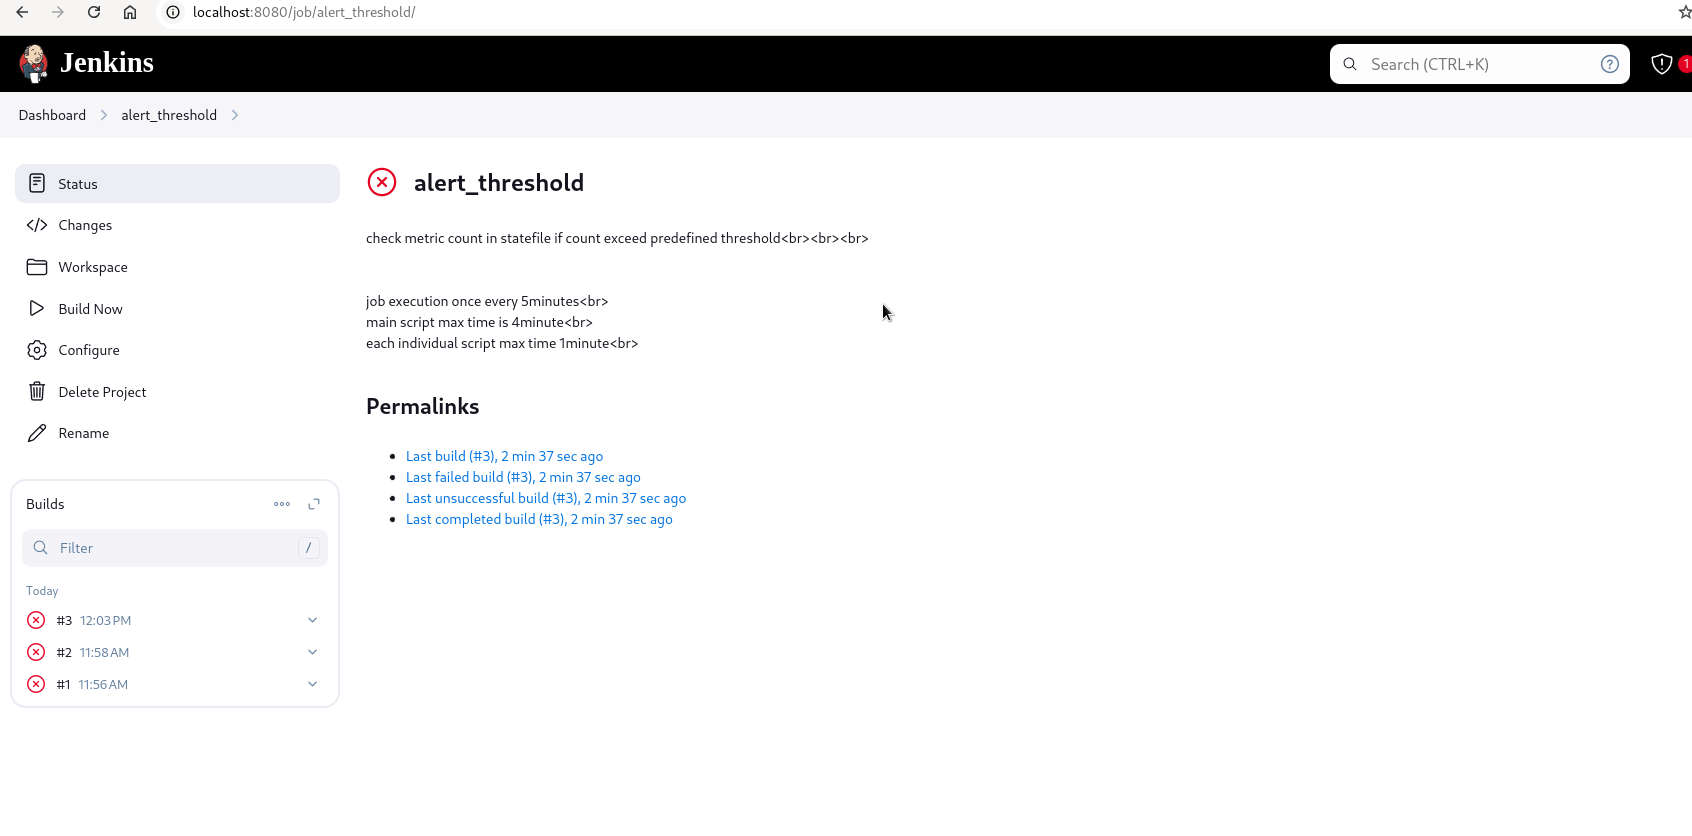 localhost:8080/job/alert_threshold/
Jenkins
Search (CTRL+K)
?
1
Dashboard
alert_threshold
Status
Changes
Workspace
Build Now
Configure
Delete Project
Rename
Builds
Filter
/
Today
#3 12:03 PM
#2 11:58 AM
#1 11:56 AM
alert_threshold
check metric count in statefile if count exceed predefined threshold<br><br><br>
job execution once every 5minutes<br>
main script max time is 4minute<br>
each individual script max time 1minute<br>
Permalinks
Last build (#3), 2 min 37 sec ago
Last failed build (#3), 2 min 37 sec ago
Last unsuccessful build (#3), 2 min 37 sec ago
Last completed build (#3), 2 min 37 sec ago